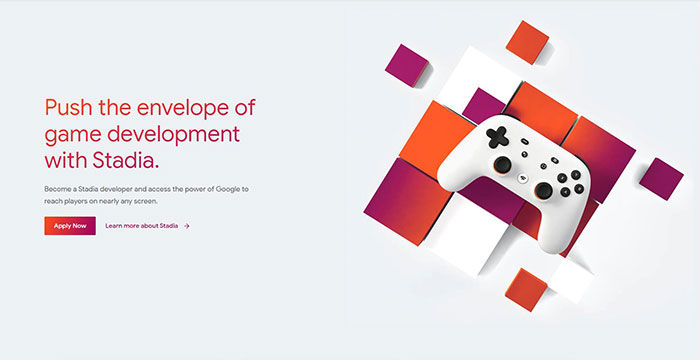 Push the envelope of
game development
with Stadia.
Become a Stadia developer and access the power of Google to
reach players on nearly any screen.
Apply Now
Learn more about Stadia →